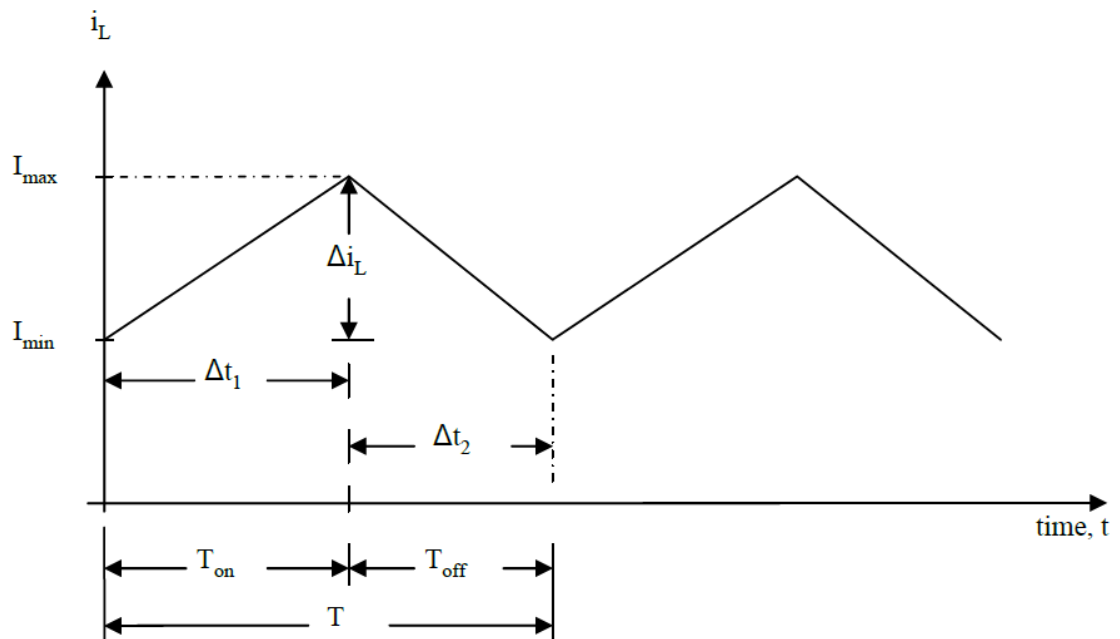 i_L
I_max
Δi_L
I_min
Δt_1
Δt_2
time, t
T_on
T_off
T